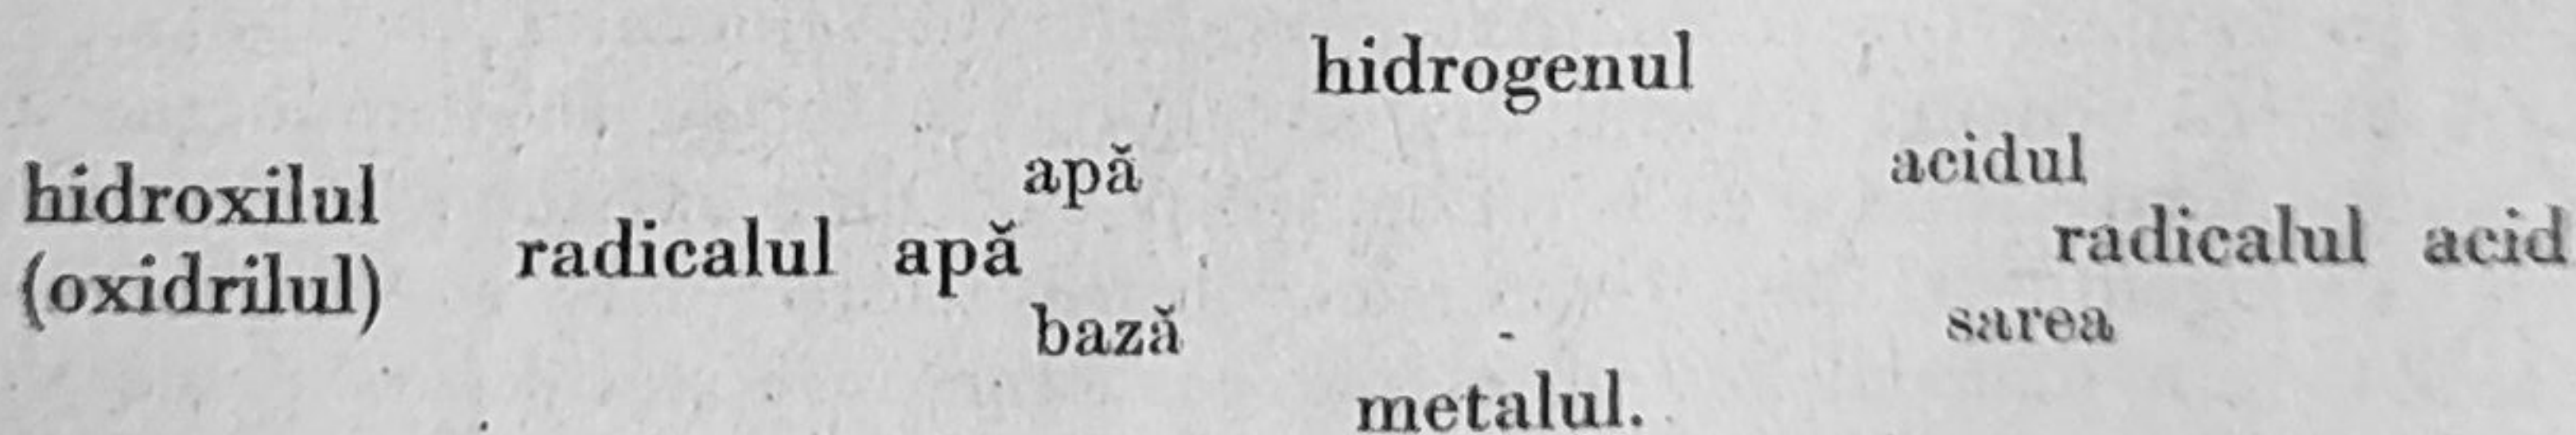 hidrogenul
apă acidul
hidroxilul
radicalul apă radicalul acid
(oxidrilul)
bază sarea
metalul.